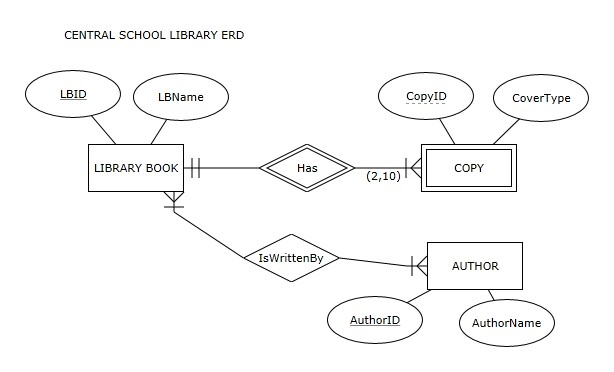 CENTRAL SCHOOL LIBRARY ERD
LBID
LBName
CopyID
CoverType
LIBRARY BOOK
Has
(2,10)
COPY
IsWrittenBy
AUTHOR
AuthorID
AuthorName